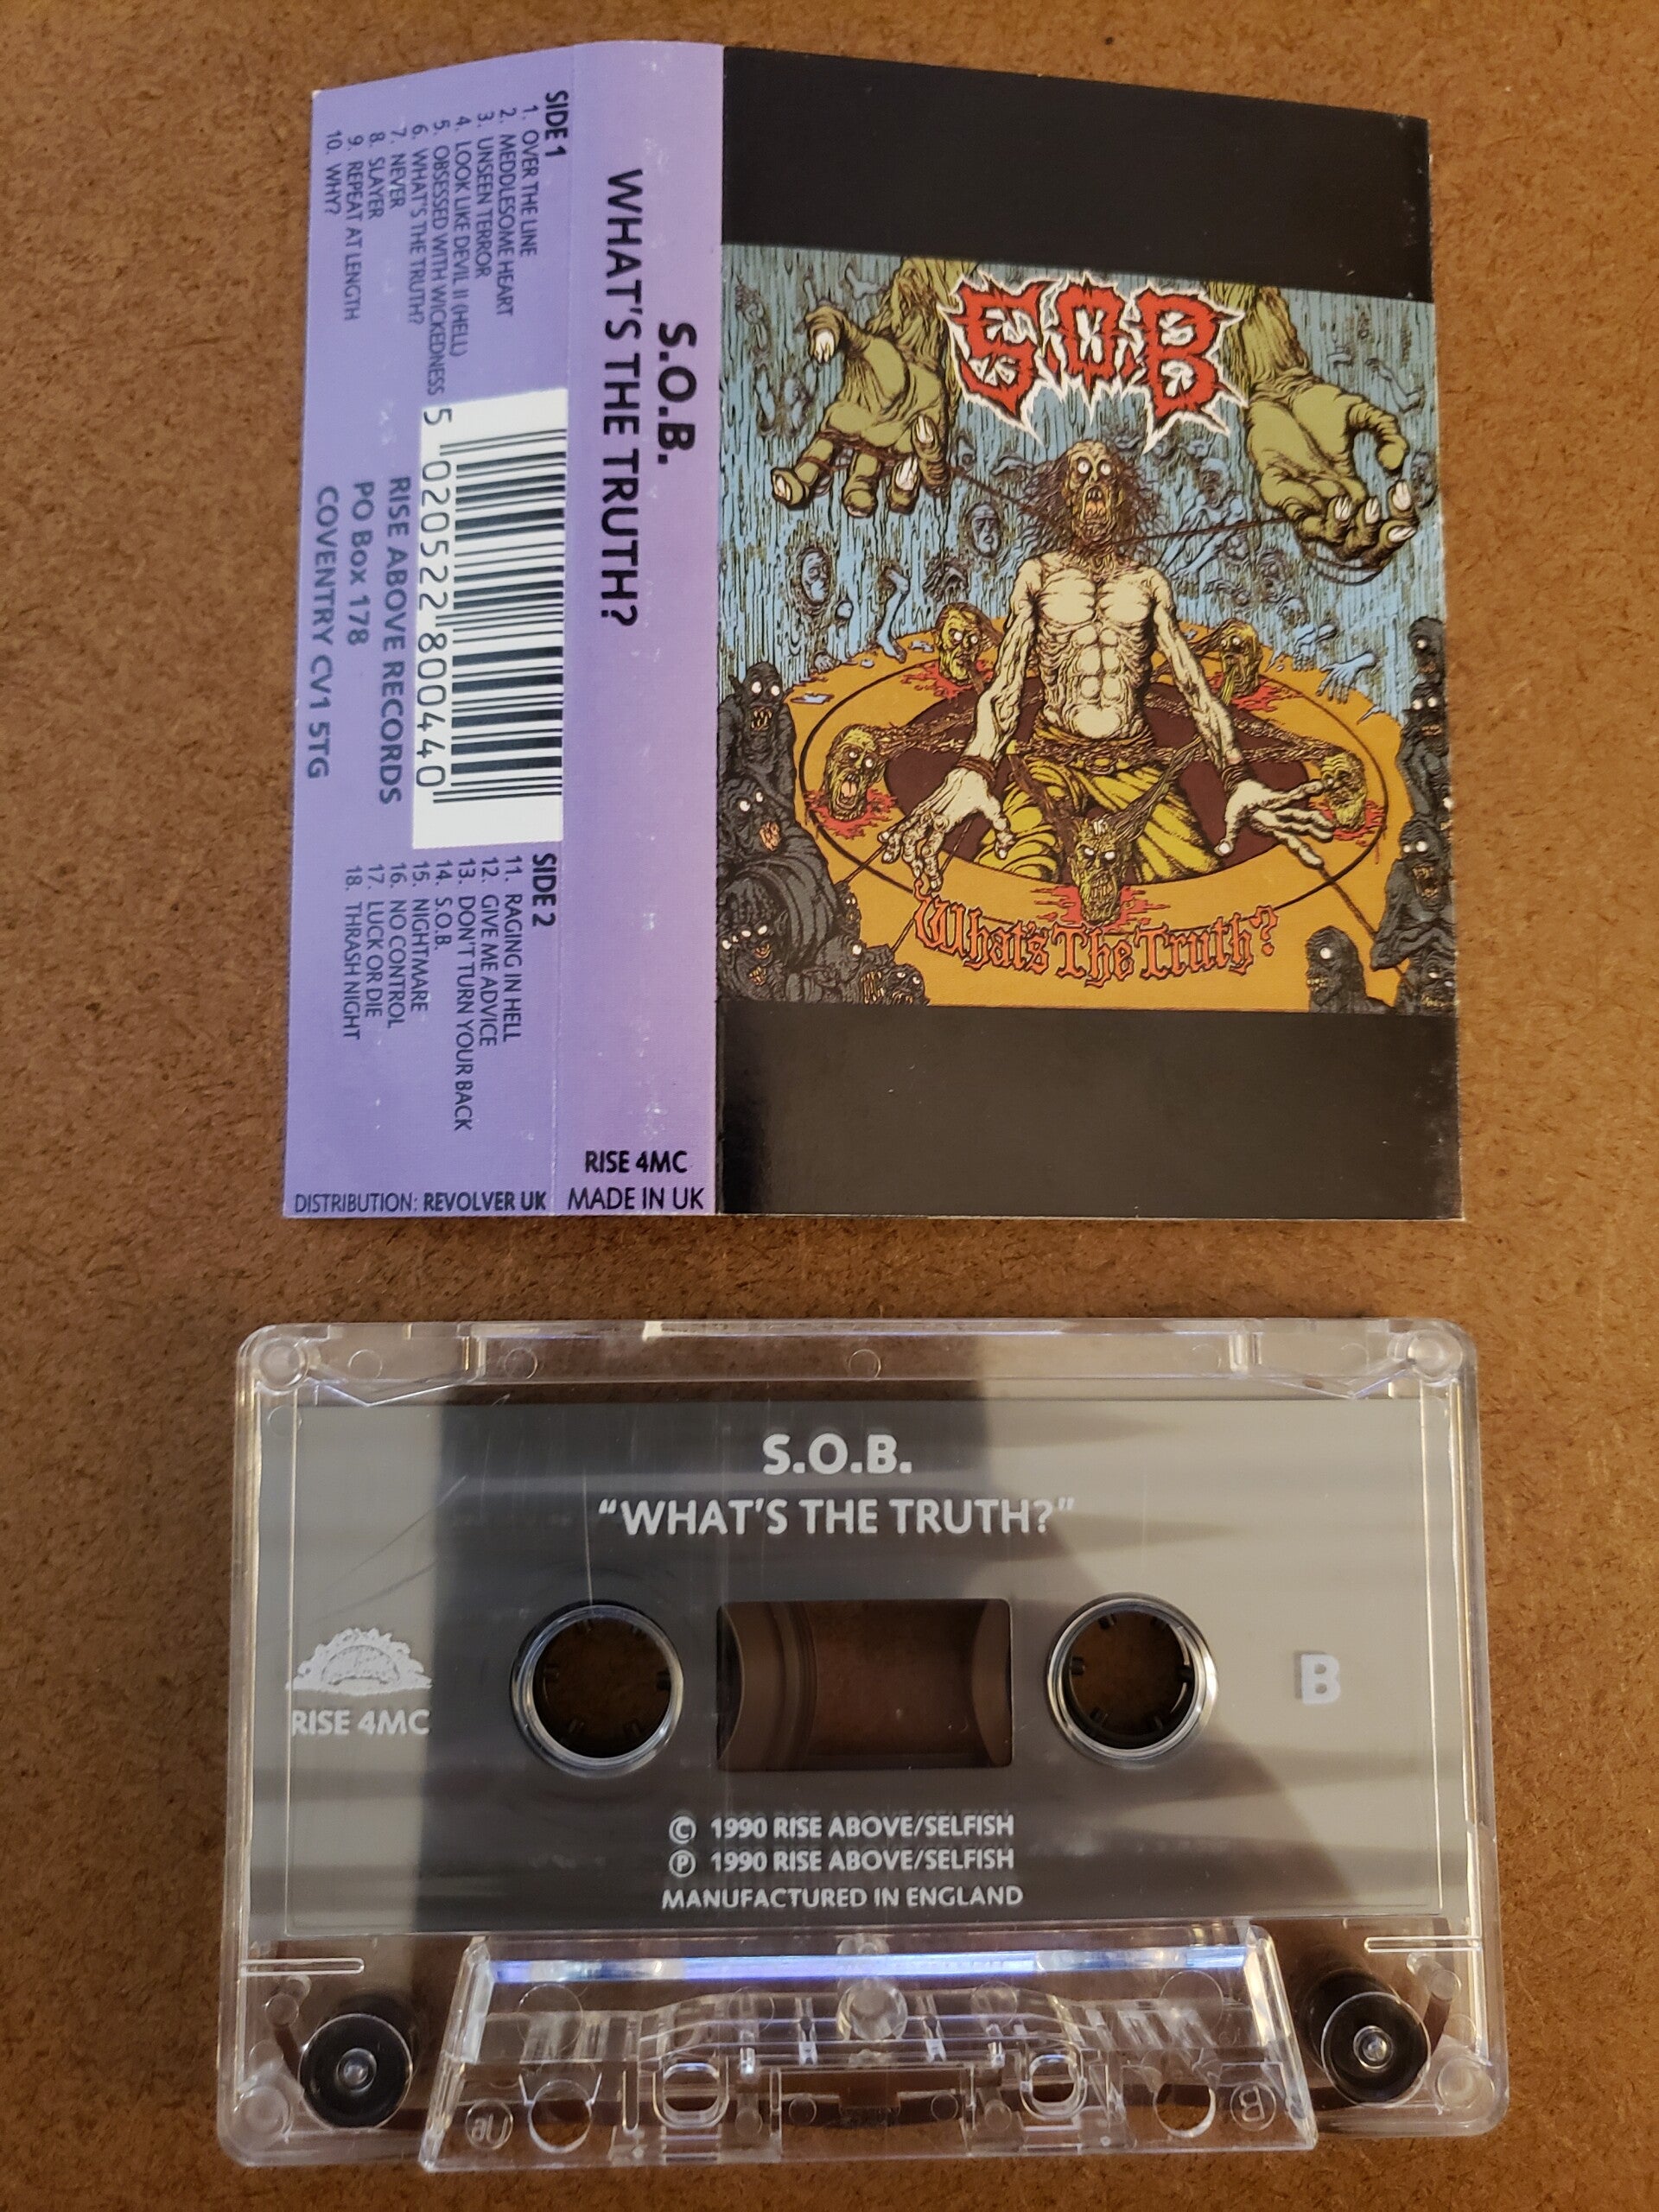 SIDE 1
1. OVER THE LINE
2. MEDDLESOME HEART
3. UNSEEN TERROR
4. LOOK LIKE DEVIL II (HELL)
5. OBSESSED WITH WICKEDNESS
6. WHAT'S THE TRUTH?
7. NEVER
8. SLAYER
9. REPEAT AT LENGTH
10. WHY?
5 020522 800440
RISE ABOVE RECORDS
PO Box 178
COVENTRY CV1 5TG
SIDE 2
11. RAGING IN HELL
12. GIVE ME ADVICE
13. DON'T TURN YOUR BACK
14. S.O.B.
15. NIGHTMARE
16. NO CONTROL
17. LUCK OR DIE
18. THRASH NIGHT
DISTRIBUTION: REVOLVER UK
S.O.B.
WHAT'S THE TRUTH?
RISE 4MC
MADE IN UK
S.O.B
What's The Truth?
S.O.B.
"WHAT'S THE TRUTH?"
RISE 4MC
B
© 1990 RISE ABOVE/SELFISH
℗ 1990 RISE ABOVE/SELFISH
MANUFACTURED IN ENGLAND